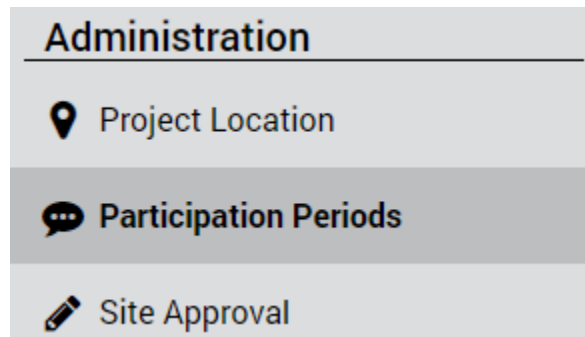 Administration
Project Location
Participation Periods
Site Approval